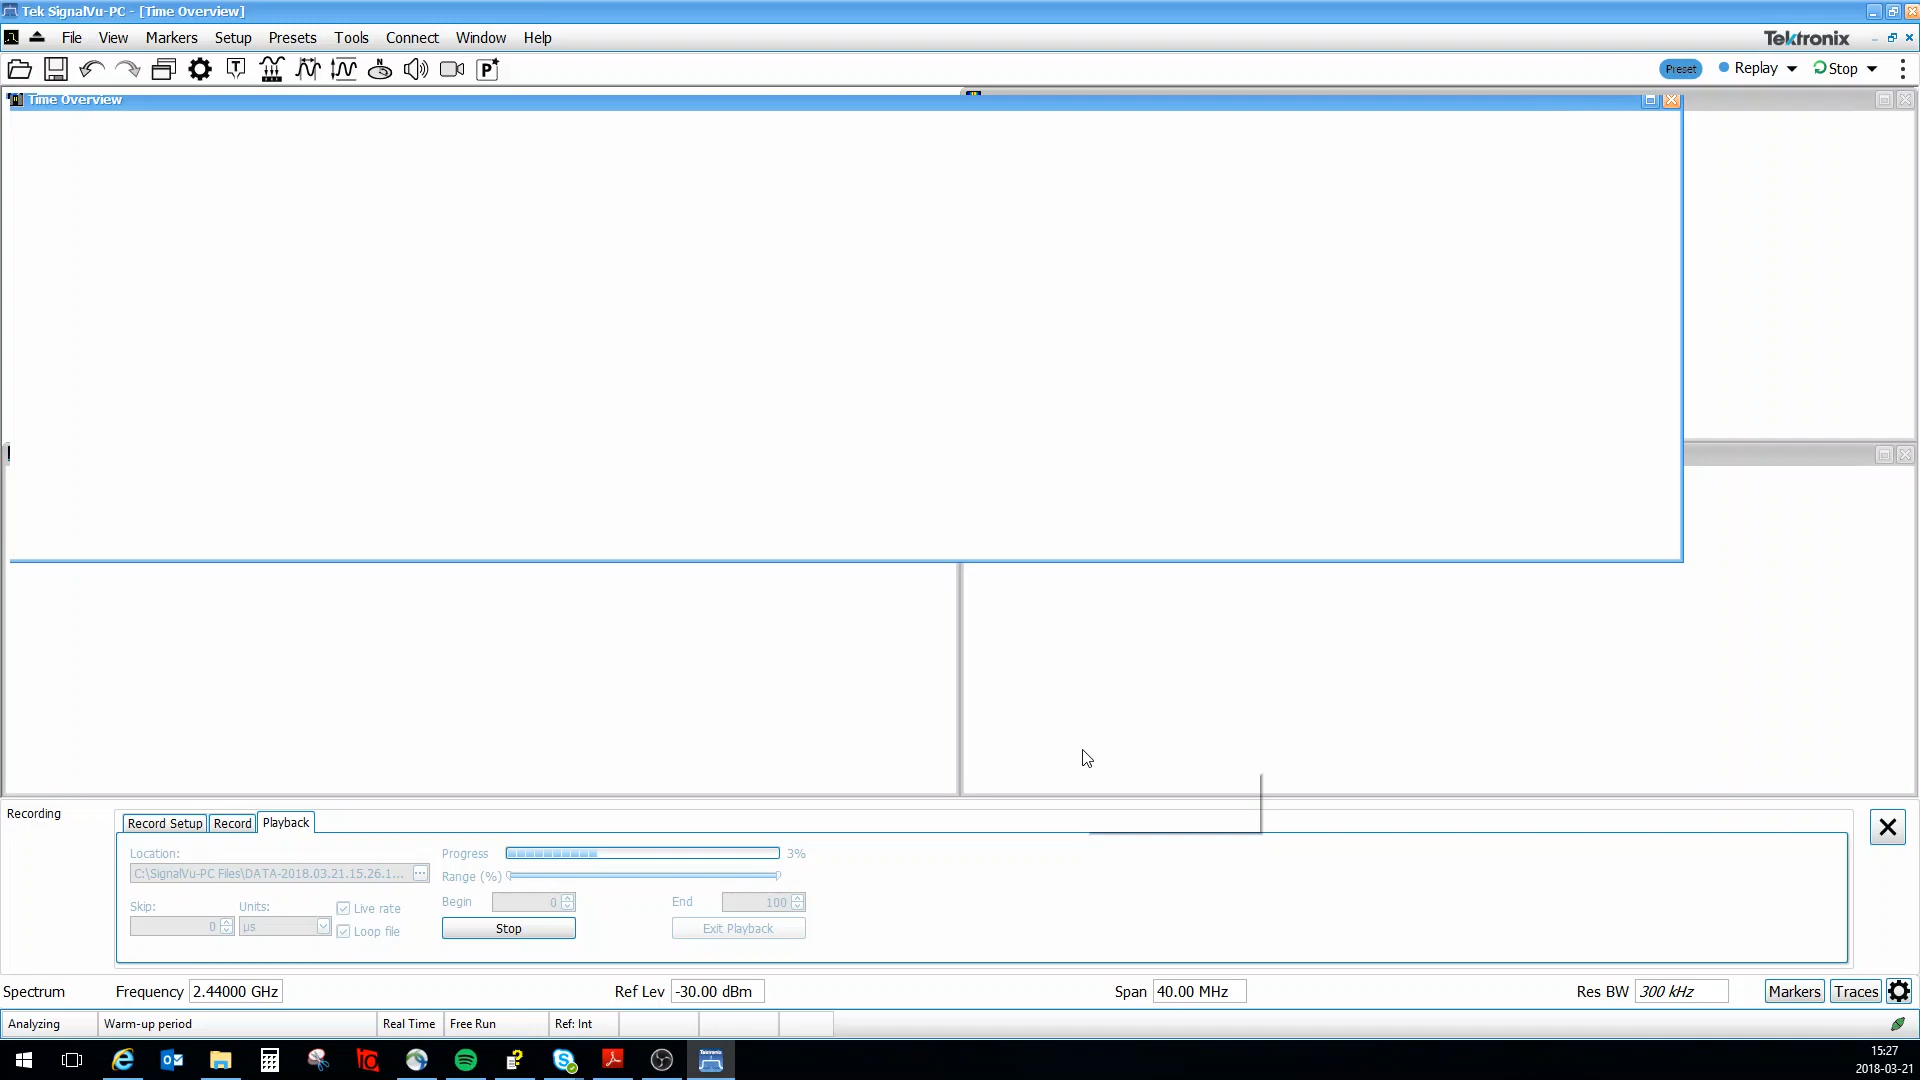 Tek SignalVu-PC - [Time Overview]
File View Markers Setup Presets Tools Connect Window Help
Tektronix
T P* Preset Replay Stop
Time Overview
Recording
Record Setup Record Playback
Location:
C:\SignalVu-PC Files\DATA-2018.03.21.15.26.1...
Progress 3%
Range (%)
Skip: Units: Live rate
0 µs Loop file
Begin 0 End 100
Stop Exit Playback
Spectrum Frequency 2.44000 GHz Ref Lev -30.00 dBm Span 40.00 MHz Res BW 300 kHz Markers Traces
Analyzing Warm-up period Real Time Free Run Ref: Int
15:27
2018-03-21